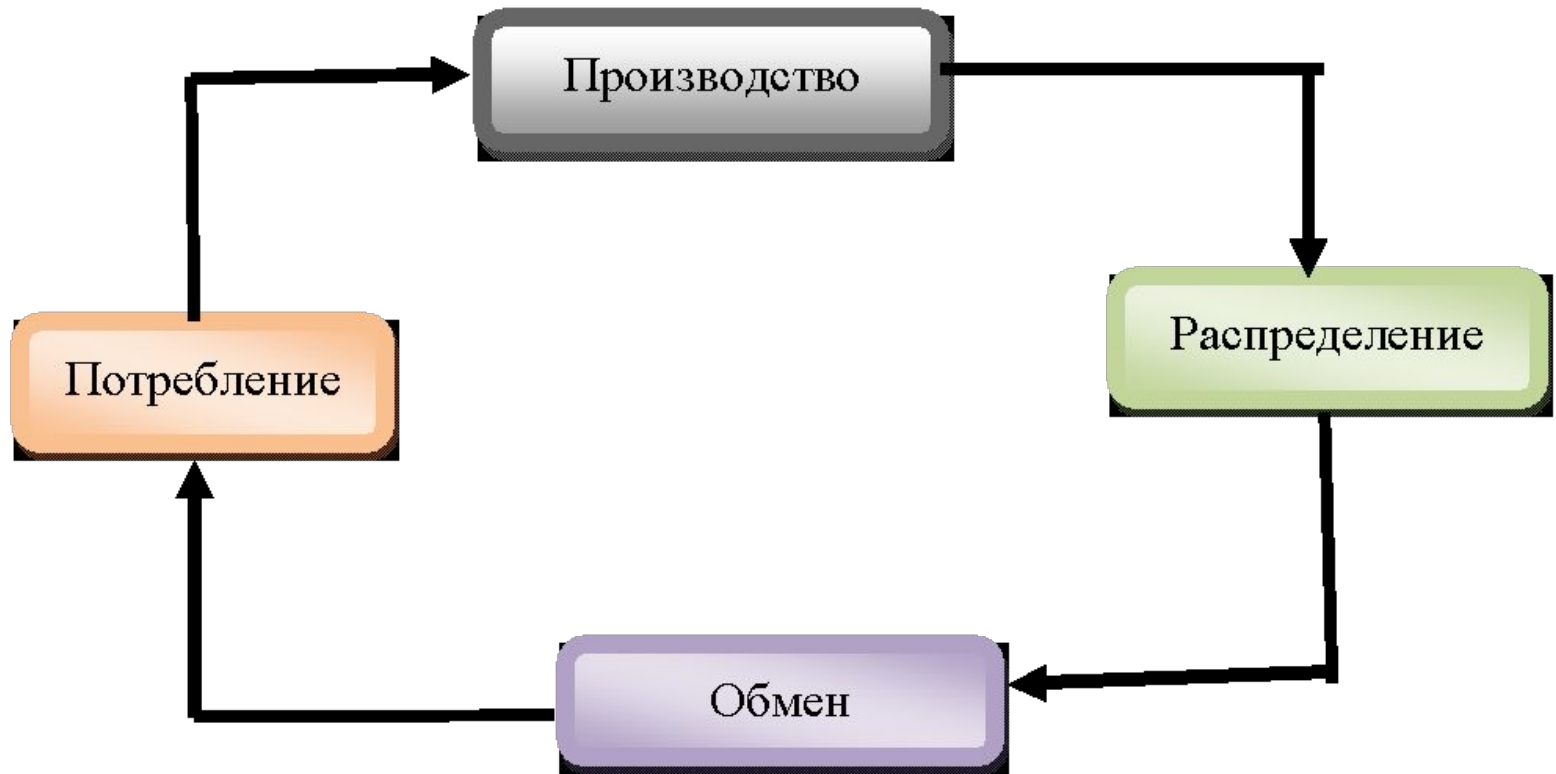 Производство
Распределение
Потребление
Обмен